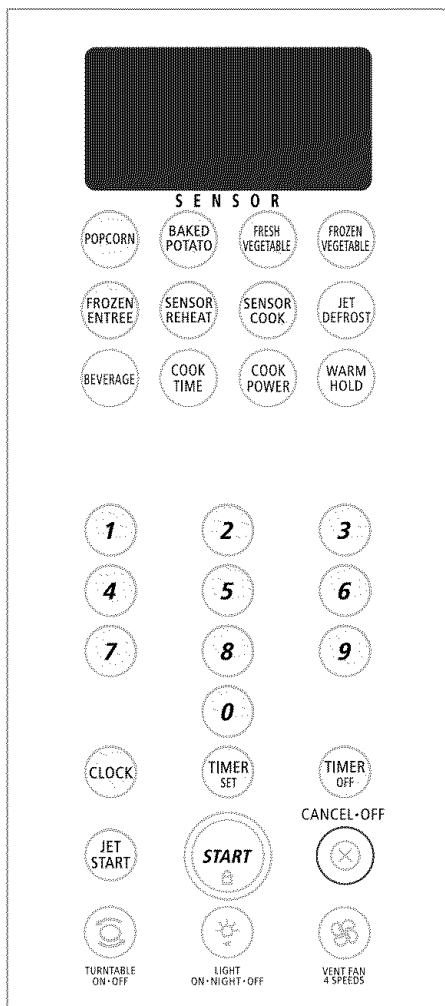 SENSOR
POPCORN
BAKED
POTATO
FRESH
VEGETABLE
FROZEN
VEGETABLE
FROZEN
ENTREE
SENSOR
REHEAT
SENSOR
COOK
JET
DEFROST
BEVERAGE
COOK
TIME
COOK
POWER
WARM
HOLD
1
2
3
4
5
6
7
8
9
0
CLOCK
TIMER
SET
TIMER
OFF
JET
START
START
CANCEL•OFF
TURNTABLE
ON•OFF
LIGHT
ON•NIGHT•OFF
VENT FAN
4 SPEEDS